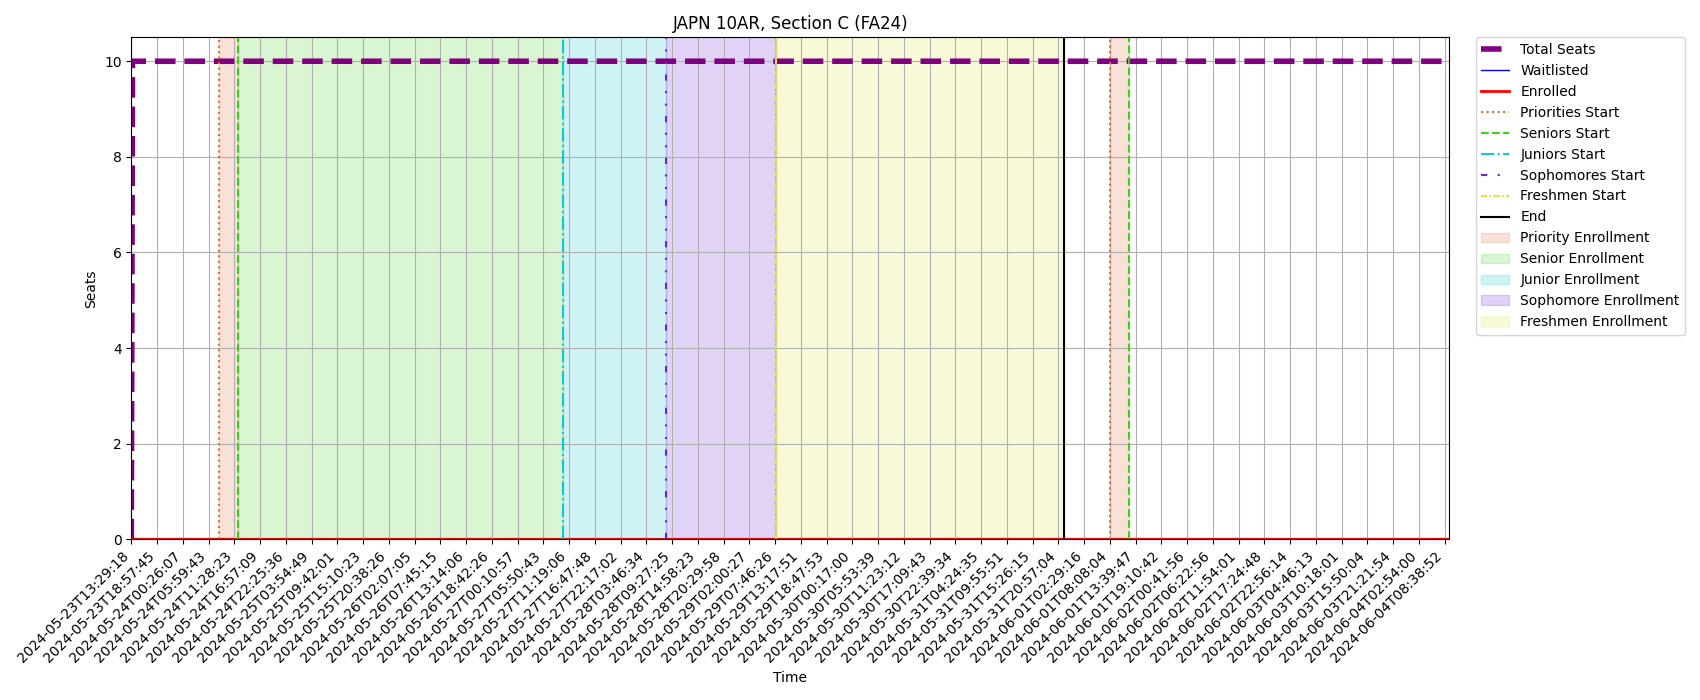 JAPN 10AR, Section C (FA24)
Total Seats
Waitlisted
Enrolled
Priorities Start
Seniors Start
Juniors Start
Sophomores Start
Freshmen Start
End
Priority Enrollment
Senior Enrollment
Junior Enrollment
Sophomore Enrollment
Freshmen Enrollment
Seats
10
8
6
4
2
0
2024-05-23T13:29:18
2024-05-23T18:57:45
2024-05-24T00:26:07
2024-05-24T05:59:43
2024-05-24T11:28:23
2024-05-24T16:57:09
2024-05-24T22:25:36
2024-05-25T03:54:49
2024-05-25T09:42:01
2024-05-25T15:10:23
2024-05-25T20:38:26
2024-05-26T02:07:05
2024-05-26T07:45:15
2024-05-26T13:14:06
2024-05-26T18:42:26
2024-05-27T00:10:57
2024-05-27T05:50:43
2024-05-27T11:19:06
2024-05-27T16:47:48
2024-05-27T22:17:02
2024-05-28T03:46:34
2024-05-28T09:27:25
2024-05-28T14:58:23
2024-05-28T20:29:58
2024-05-29T02:00:27
2024-05-29T07:46:26
2024-05-29T13:17:51
2024-05-29T18:47:53
2024-05-30T00:17:00
2024-05-30T05:53:39
2024-05-30T11:23:12
2024-05-30T17:09:43
2024-05-30T22:39:34
2024-05-31T04:24:35
2024-05-31T09:55:51
2024-05-31T15:26:15
2024-05-31T20:57:04
2024-06-01T02:29:16
2024-06-01T08:08:04
2024-06-01T13:39:47
2024-06-01T19:10:42
2024-06-02T00:41:56
2024-06-02T06:22:56
2024-06-02T11:54:01
2024-06-02T17:24:48
2024-06-02T22:56:14
2024-06-03T04:46:13
2024-06-03T10:18:01
2024-06-03T15:50:04
2024-06-03T21:21:54
2024-06-04T02:54:00
2024-06-04T08:38:52
Time